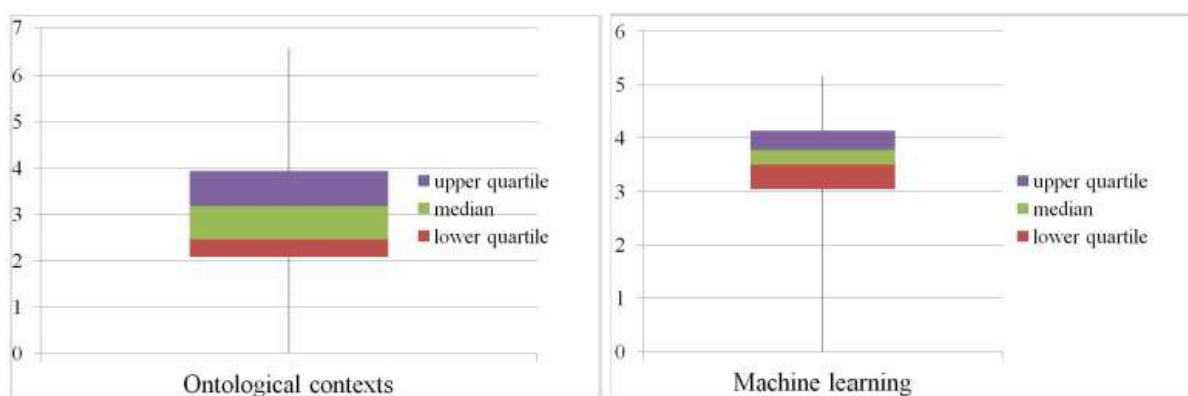 7
6
5
4
3
2
1
0
upper quartile
median
lower quartile
Ontological contexts
6
5
4
3
2
1
0
upper quartile
median
lower quartile
Machine learning